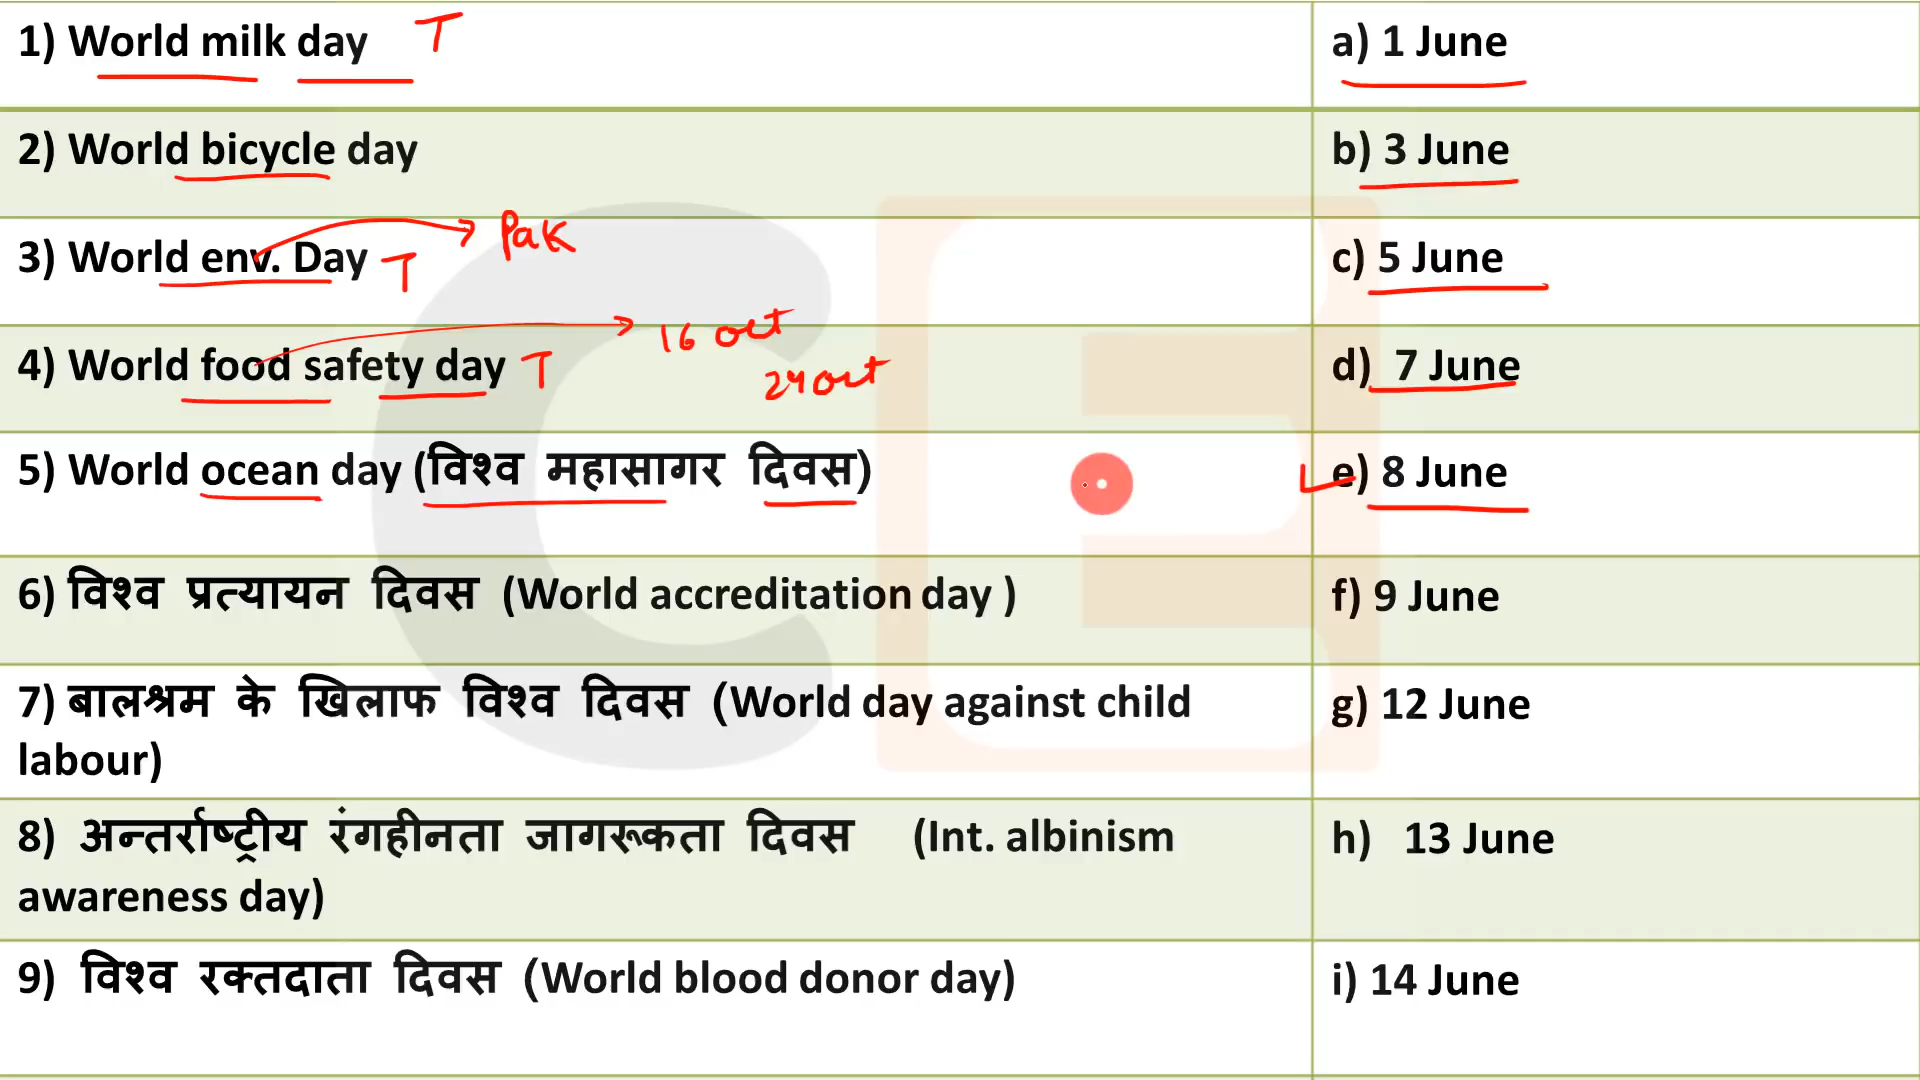 1) World milk day T
a) 1 June
2) World bicycle day
b) 3 June
3) World env. Day T → Pak
c) 5 June
4) World food safety day T → 16 oct
24 oct
d) 7 June
5) World ocean day (विश्व महासागर दिवस)
e) 8 June
6) विश्व प्रत्यायन दिवस (World accreditation day )
f) 9 June
7) बालश्रम के खिलाफ विश्व दिवस (World day against child
labour)
g) 12 June
8) अन्तर्राष्ट्रीय रंगहीनता जागरूकता दिवस (Int. albinism
awareness day)
h) 13 June
9) विश्व रक्तदाता दिवस (World blood donor day)
i) 14 June